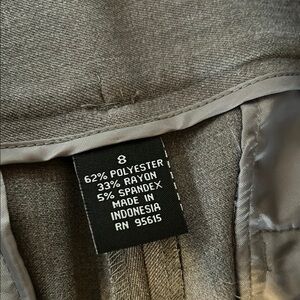 8
62% POLYESTER
33% RAYON
5% SPANDEX
MADE IN
INDONESIA
RN 95615